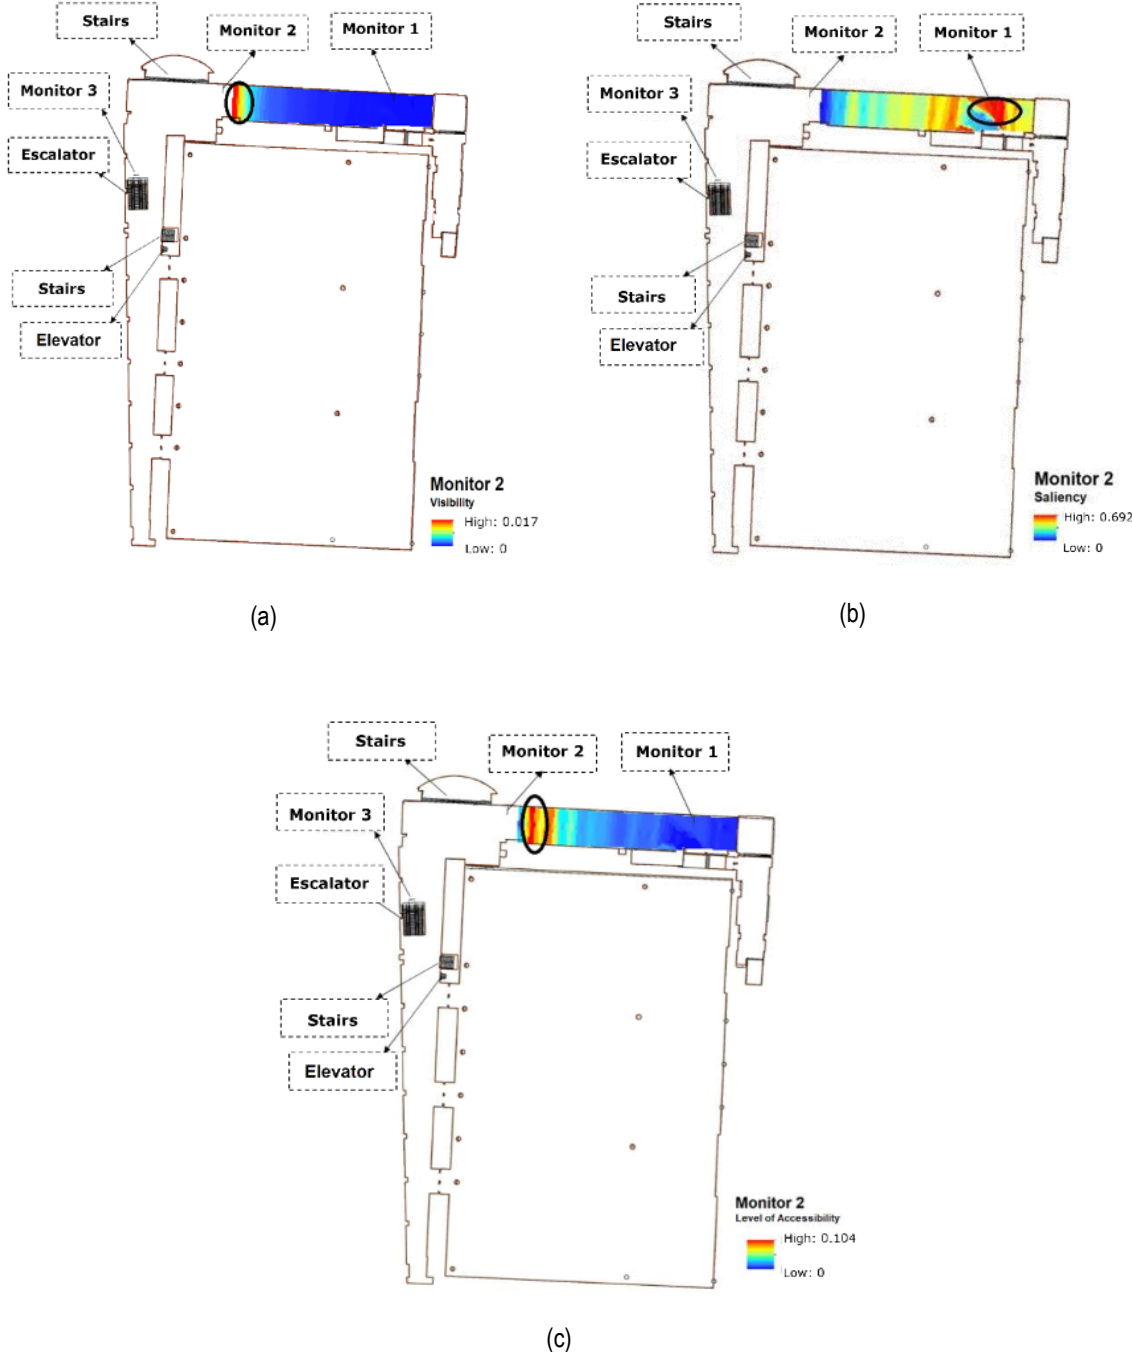 Stairs
Monitor 2
Monitor 1
Monitor 3
Escalator
Stairs
Elevator
Monitor 2
Visibility
High: 0.017
Low: 0
(a)
Stairs
Monitor 2
Monitor 1
Monitor 3
Escalator
Stairs
Elevator
Monitor 2
Saliency
High: 0.692
Low: 0
(b)
Stairs
Monitor 2
Monitor 1
Monitor 3
Escalator
Stairs
Elevator
Monitor 2
Level of Accessibility
High: 0.104
Low: 0
(c)